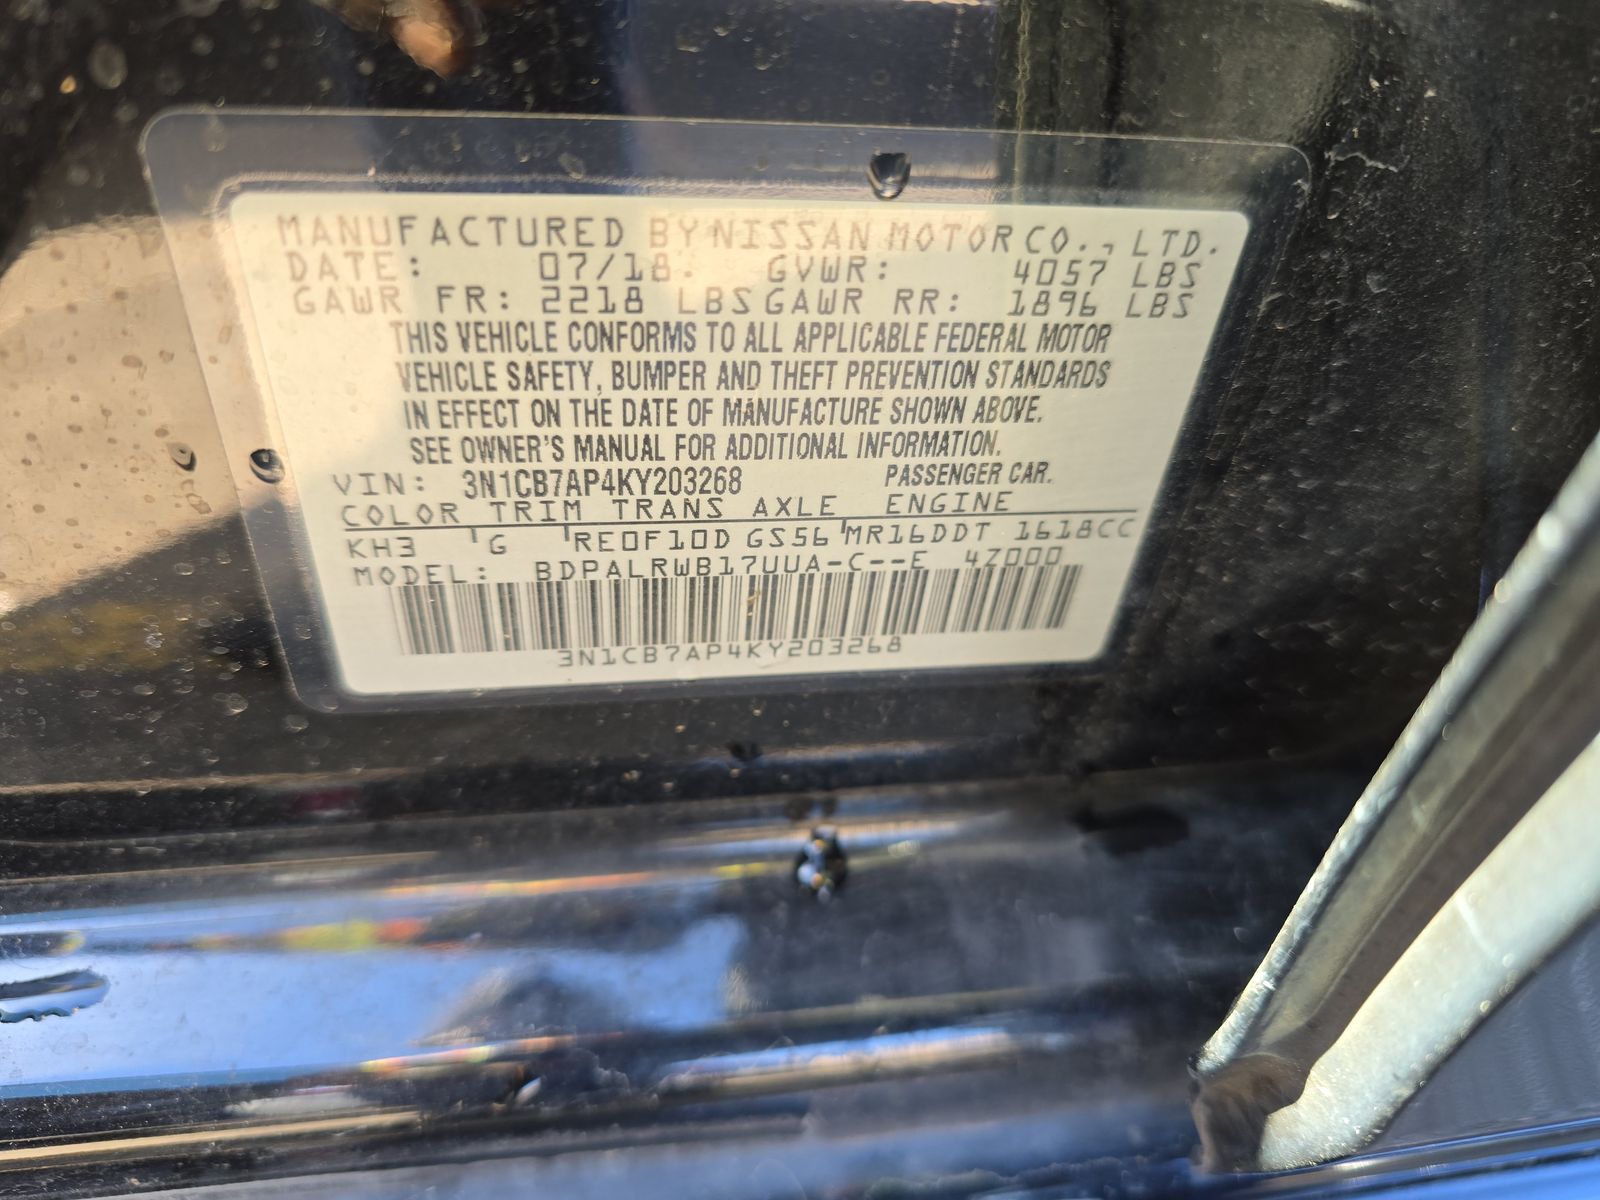 MANUFACTURED BY NISSAN MOTOR CO., LTD.
DATE: 07/18. GVWR: 4057 LBS
GAWR FR: 2218 LBS GAWR RR: 1896 LBS
THIS VEHICLE CONFORMS TO ALL APPLICABLE FEDERAL MOTOR
VEHICLE SAFETY, BUMPER AND THEFT PREVENTION STANDARDS
IN EFFECT ON THE DATE OF MANUFACTURE SHOWN ABOVE.
SEE OWNER'S MANUAL FOR ADDITIONAL INFORMATION.
VIN: 3N1CB7AP4KY203268 PASSENGER CAR.
COLOR TRIM TRANS AXLE ENGINE
KH3 G RE0F10D GS56 MR16DDT 1618CC
MODEL: BDPALRWB17UUA-C--E 4Z000
3N1CB7AP4KY203268